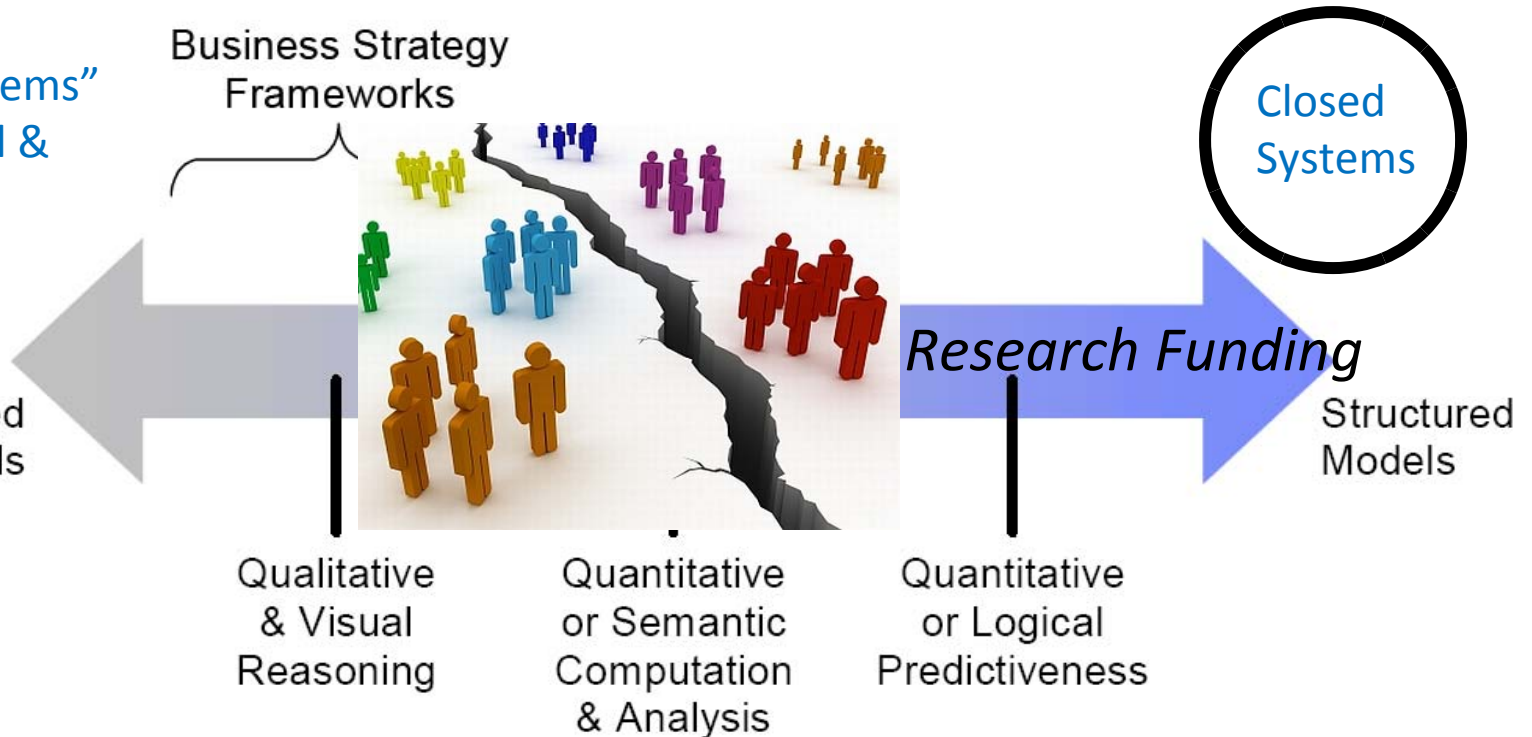 Business Strategy
Frameworks
ems”
&
Closed
Systems
Research Funding
Structured
Models
Qualitative
& Visual
Reasoning
Quantitative
or Semantic
Computation
& Analysis
Quantitative
or Logical
Predictiveness